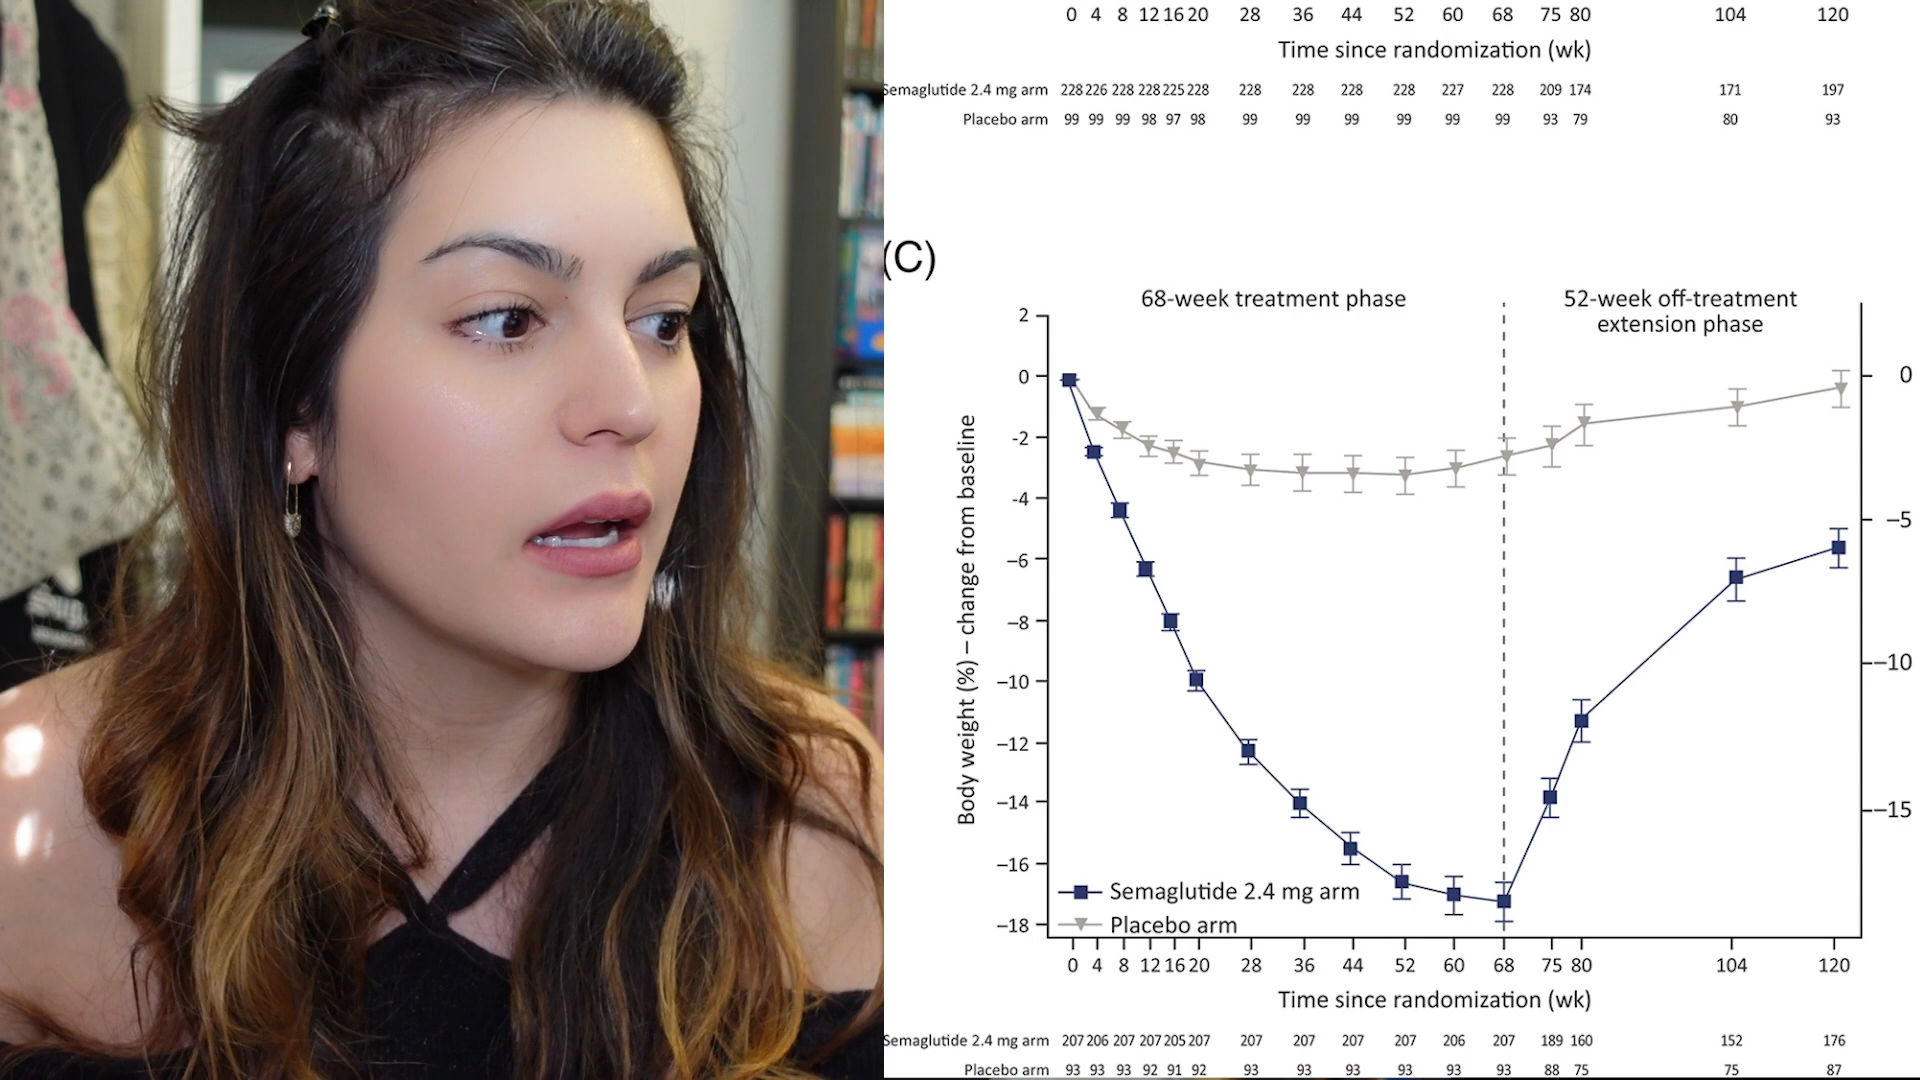 0 4 8 12 16 20 28 36 44 52 60 68 75 80 104 120
Time since randomization (wk)
Semaglutide 2.4 mg arm 228 226 228 228 225 228 228 228 228 228 227 228 209 174 171 197
Placebo arm 99 99 99 98 97 98 99 99 99 99 99 99 93 79 80 93
(C)
68-week treatment phase
52-week off-treatment
extension phase
Body weight (%) – change from baseline
2
0
-2
-4
–6
–8
–10
–12
–14
–16
–18
0
–5
–10
–15
Semaglutide 2.4 mg arm
Placebo arm
0 4 8 12 16 20 28 36 44 52 60 68 75 80 104 120
Time since randomization (wk)
Semaglutide 2.4 mg arm 207 206 207 207 205 207 207 207 207 207 206 207 189 160 152 176
Placebo arm 93 93 93 92 91 92 93 93 93 93 93 93 88 75 75 87